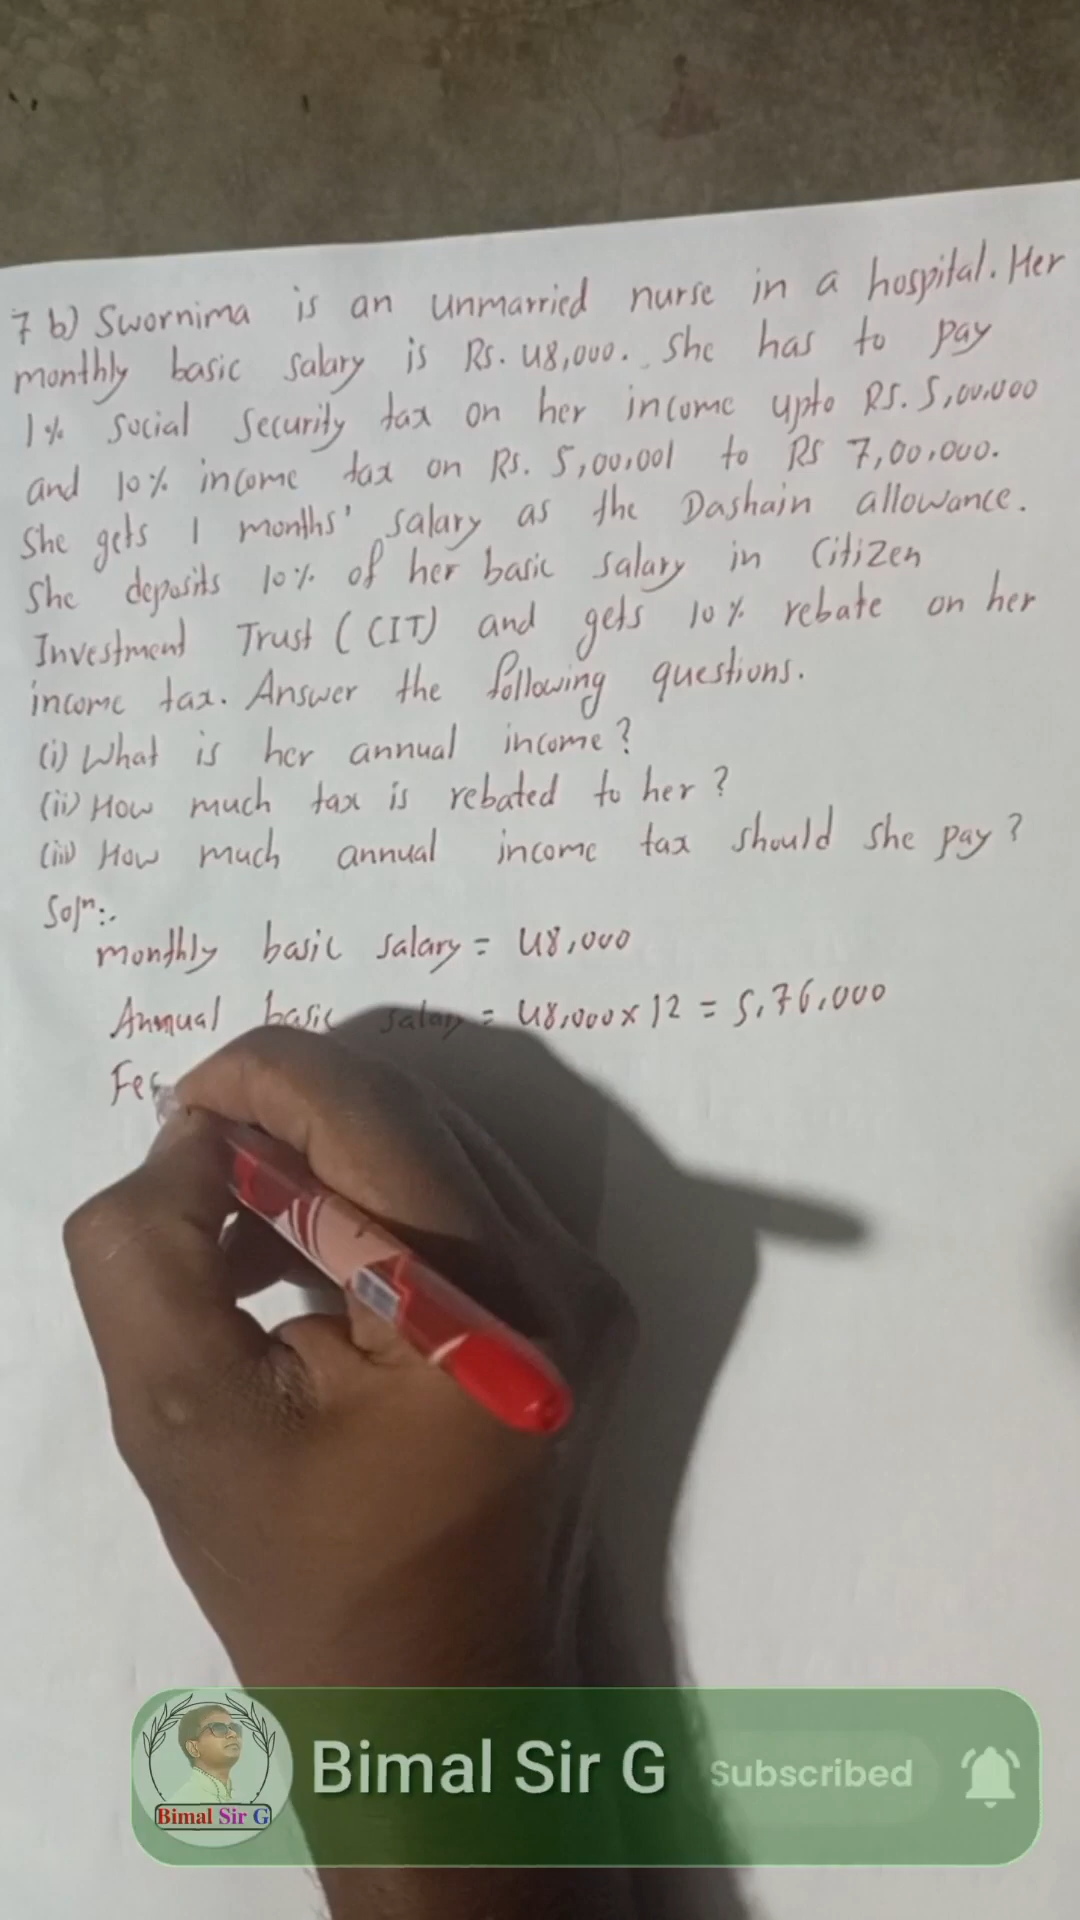 7 b) Swornima is an unmarried nurse in a hospital. Her
monthly basic salary is Rs. 48,000. She has to pay
1% social security tax on her income upto Rs. 5,00,000
and 10% income tax on Rs. 5,00,001 to Rs 7,00,000.
She gets 1 months' salary as the Dashain allowance.
She deposits 10% of her basic salary in Citizen
Investment Trust (CIT) and gets 10% rebate on her
income tax. Answer the following questions.
(i) What is her annual income?
(ii) How much tax is rebated to her?
(iii) How much annual income tax should she pay?
Solⁿ:
monthly basic salary = 48,000
Annual basic salary = 48,000 x 12 = 5,76,000
Fes
Bimal Sir G Subscribed
Bimal Sir G